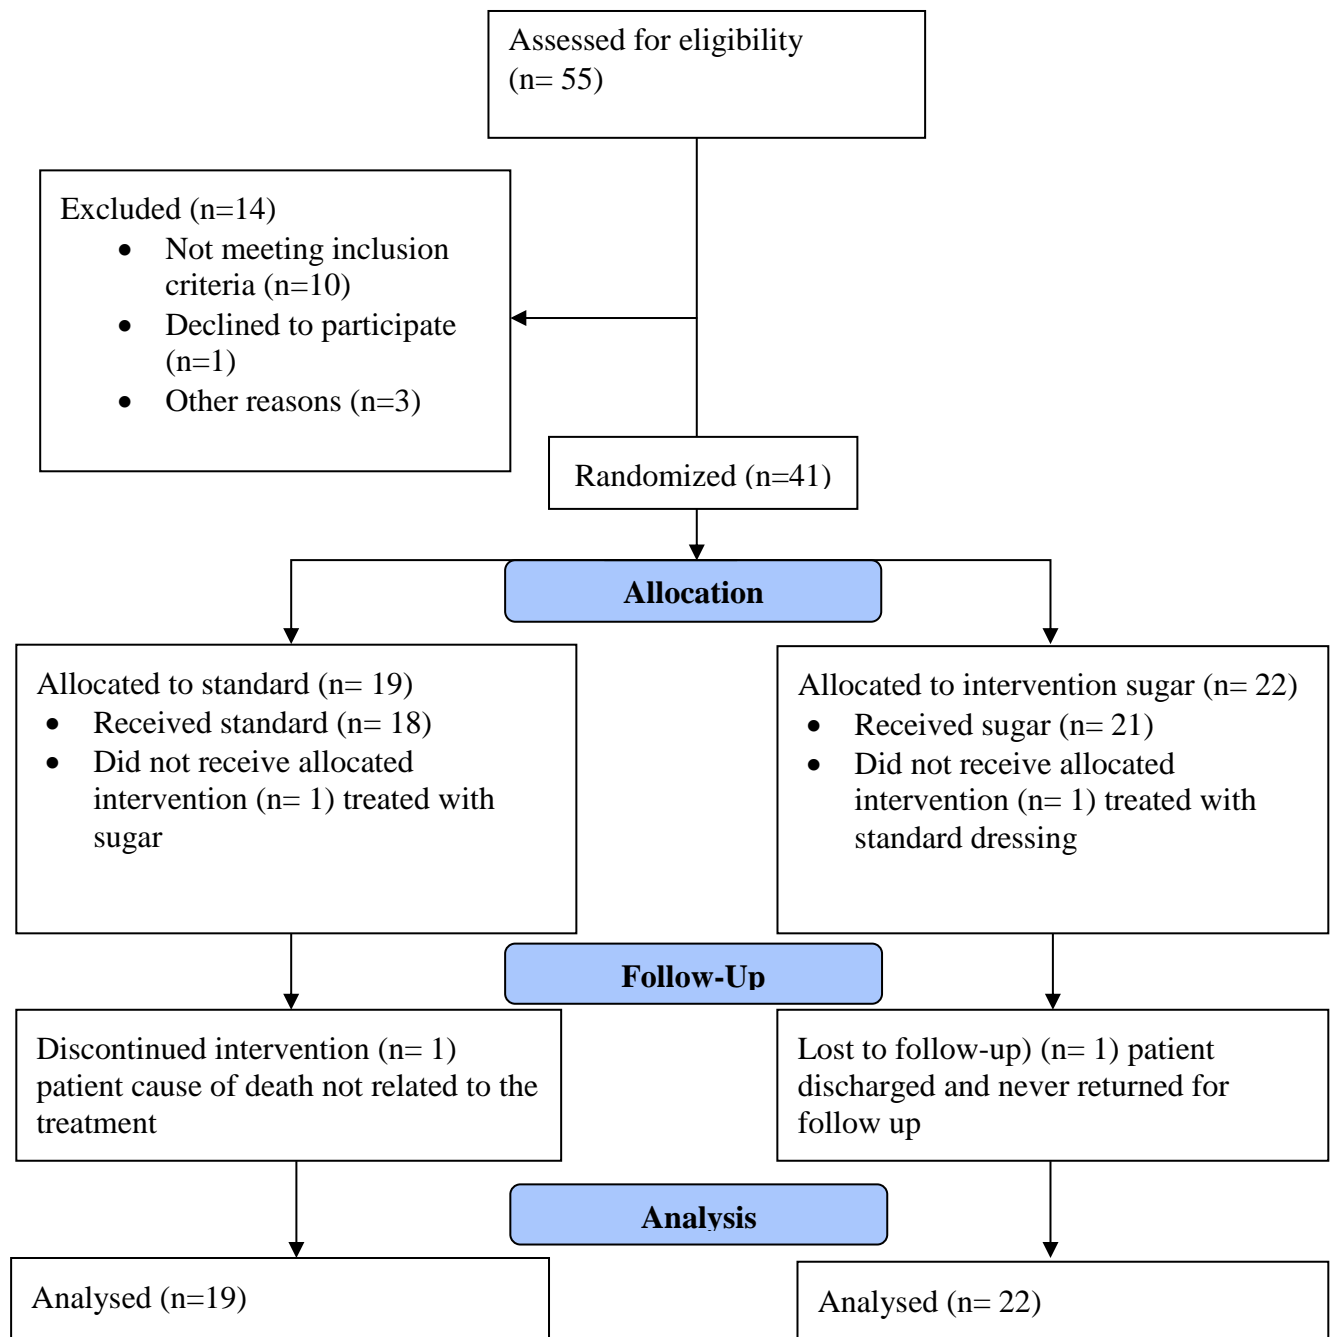 Assessed for eligibility
(n= 55)
Excluded (n=14)
• Not meeting inclusion
criteria (n=10)
• Declined to participate
(n=1)
• Other reasons (n=3)
Randomized (n=41)
Allocation
Allocated to standard (n= 19)
• Received standard (n= 18)
• Did not receive allocated
intervention (n= 1) treated with
sugar
Allocated to intervention sugar (n= 22)
• Received sugar (n= 21)
• Did not receive allocated
intervention (n= 1) treated with
standard dressing
Follow-Up
Discontinued intervention (n= 1)
patient cause of death not related to the
treatment
Lost to follow-up) (n= 1) patient
discharged and never returned for
follow up
Analysis
Analysed (n=19)
Analysed (n= 22)